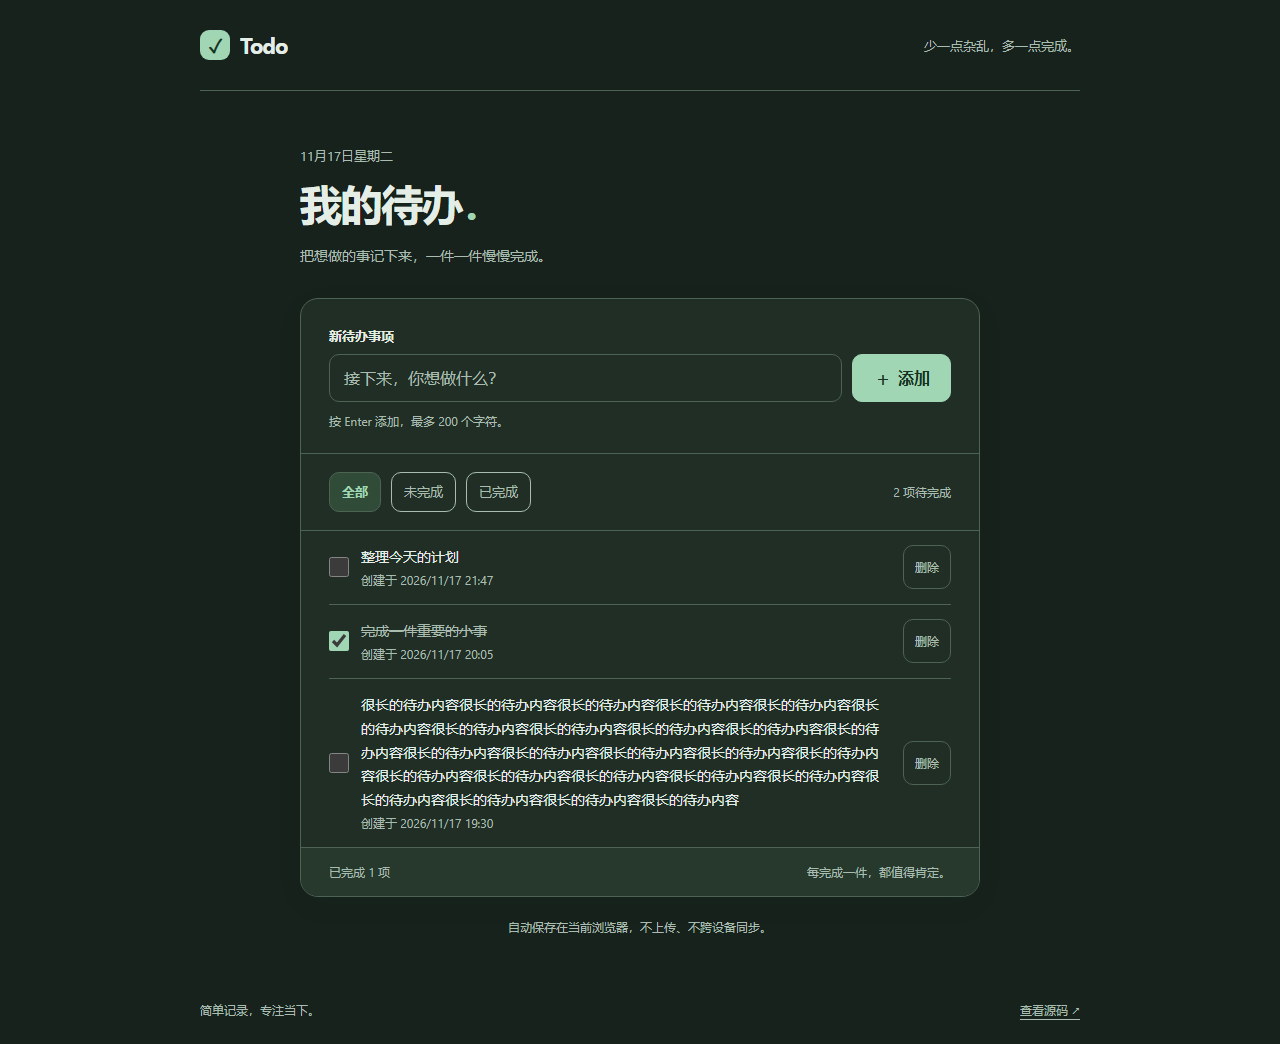 Todo
少一点杂乱，多一点完成。
11月17日星期二
我的待办.
把想做的事记下来，一件一件慢慢完成。
新待办事项
接下来，你想做什么？
+ 添加
按 Enter 添加，最多 200 个字符。
全部
未完成
已完成
2 项待完成
整理今天的计划
创建于 2026/11/17 21:47
删除
完成一件重要的小事
创建于 2026/11/17 20:05
删除
很长的待办内容很长的待办内容很长的待办内容很长的待办内容很长的待办内容很长
的待办内容很长的待办内容很长的待办内容很长的待办内容很长的待办内容很长的待
办内容很长的待办内容很长的待办内容很长的待办内容很长的待办内容很长的待办内
容很长的待办内容很长的待办内容很长的待办内容很长的待办内容很长的待办内容很
长的待办内容很长的待办内容很长的待办内容很长的待办内容
创建于 2026/11/17 19:30
删除
已完成 1 项
每完成一件，都值得肯定。
自动保存在当前浏览器，不上传、不跨设备同步。
简单记录，专注当下。
查看源码 ↗